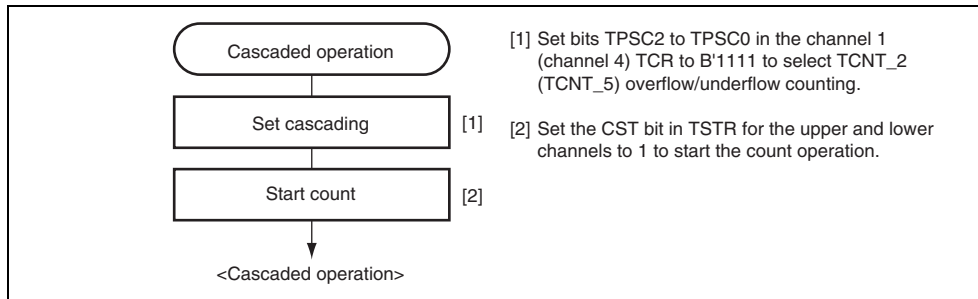 Cascaded operation
Set cascading
[1]
Start count
[2]
<Cascaded operation>
[1] Set bits TPSC2 to TPSC0 in the channel 1
(channel 4) TCR to B'1111 to select TCNT_2
(TCNT_5) overflow/underflow counting.
[2] Set the CST bit in TSTR for the upper and lower
channels to 1 to start the count operation.